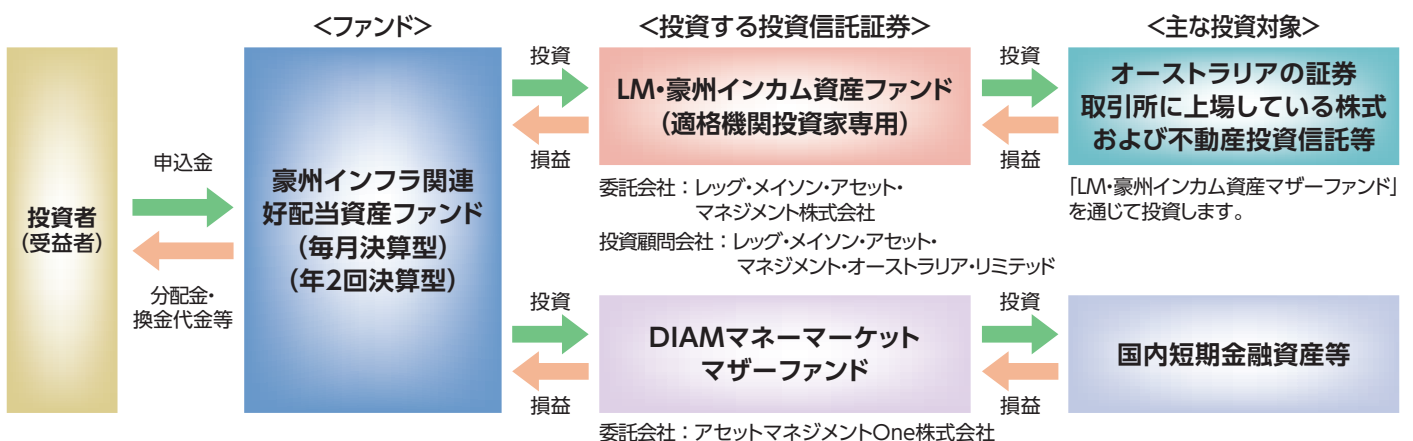 <ファンド>
<投資する投資信託証券>
<主な投資対象>
投資者
(受益者)
申込金
分配金・
換金代金等
豪州インフラ関連
好配当資産ファンド
(毎月決算型)
(年2回決算型)
投資
損益
LM・豪州インカム資産ファンド
(適格機関投資家専用)
投資
損益
オーストラリアの証券
取引所に上場している株式
および不動産投資信託等
委託会社:レッグ・メイソン・アセット・
マネジメント株式会社
投資顧問会社:レッグ・メイソン・アセット・
マネジメント・オーストラリア・リミテッド
「LM・豪州インカム資産マザーファンド」
を通じて投資します。
投資
損益
DIAMマネーマーケット
マザーファンド
投資
損益
国内短期金融資産等
委託会社:アセットマネジメントOne株式会社